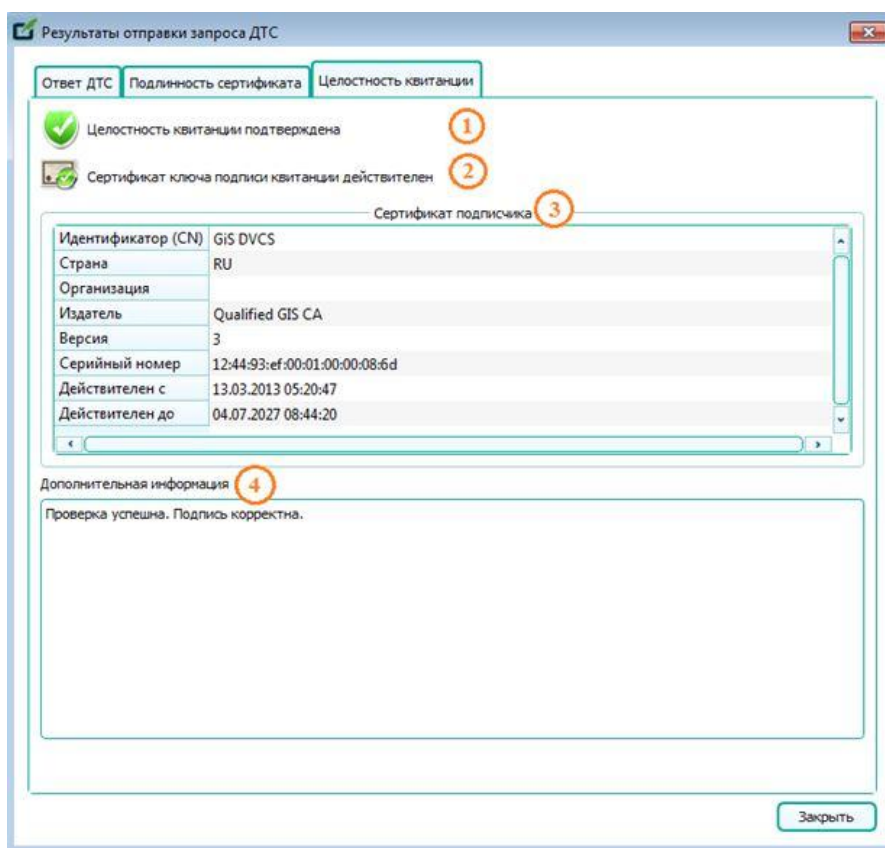 Результаты отправки запроса ДТС
Ответ ДТС Подлинность сертификата Целостность квитанции
Целостность квитанции подтверждена 1
Сертификат ключа подписи квитанции действителен 2
Сертификат подписчика 3
Идентификатор (CN) GiS DVCS
Страна RU
Организация
Издатель Qualified GIS CA
Версия 3
Серийный номер 12:44:93:ef:00:01:00:00:08:6d
Действителен с 13.03.2013 05:20:47
Действителен до 04.07.2027 08:44:20
Дополнительная информация 4
Проверка успешна. Подпись корректна.
Закрыть